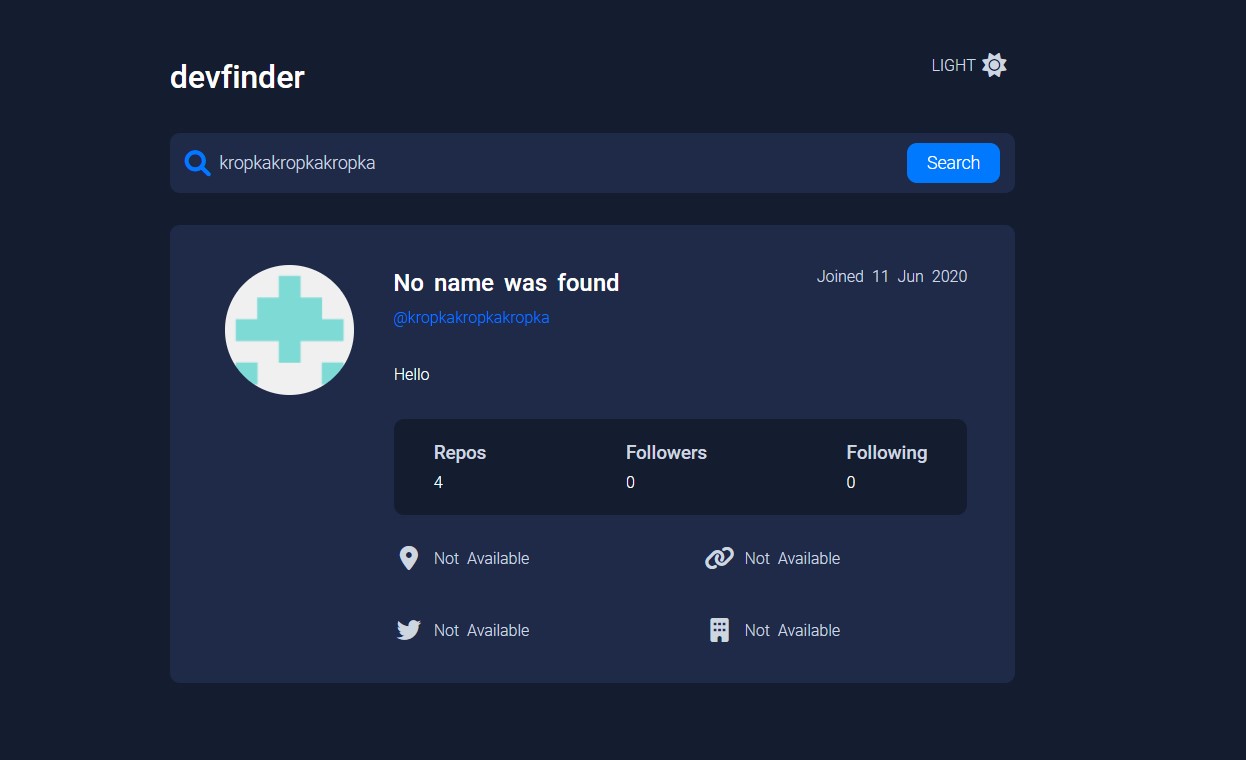 devfinder
LIGHT
kropkakropkakropka
Search
No name was found
Joined 11 Jun 2020
@kropkakropkakropka
Hello
Repos Followers Following
4 0 0
Not Available Not Available
Not Available Not Available